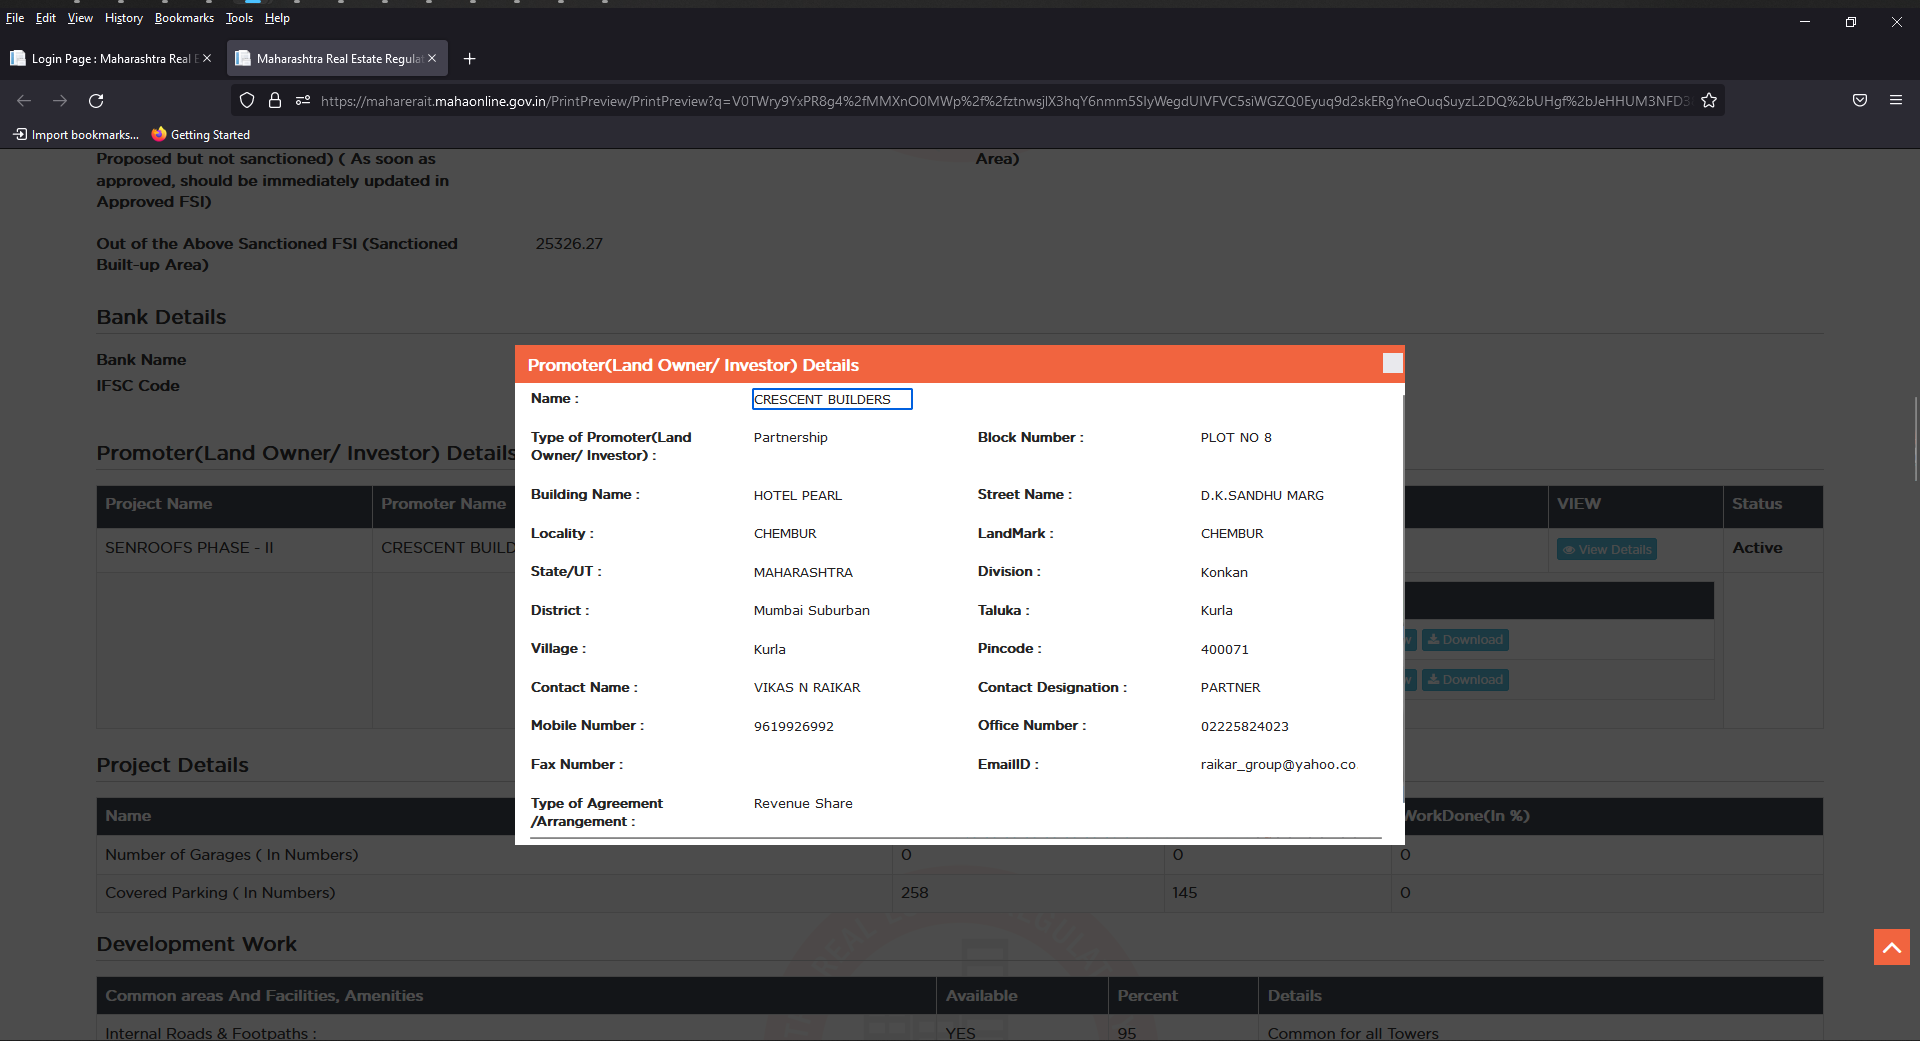 File Edit View History Bookmarks Tools Help
Login Page : Maharashtra Real E
Maharashtra Real Estate Regulat
https://maharerait.mahaonline.gov.in/PrintPreview/PrintPreview?q=
Import bookmarks... Getting Started
Proposed but not sanctioned) ( As soon as
approved, should be immediately updated in
Approved FSI)
Area)
Out of the Above Sanctioned FSI (Sanctioned
Built-up Area)
25326.27
Bank Details
Bank Name
IFSC Code
Promoter(Land Owner/ Investor) Details
Project Name Promoter Name VIEW Status
SENROOFS PHASE - II CRESCENT BUILD View Details Active
Download
Download
Promoter(Land Owner/ Investor) Details
Name : CRESCENT BUILDERS
Type of Promoter(Land
Owner/ Investor) :
Partnership
Block Number : PLOT NO 8
Building Name : HOTEL PEARL Street Name : D.K.SANDHU MARG
Locality : CHEMBUR LandMark : CHEMBUR
State/UT : MAHARASHTRA Division : Konkan
District : Mumbai Suburban Taluka : Kurla
Village : Kurla Pincode : 400071
Contact Name : VIKAS N RAIKAR Contact Designation : PARTNER
Mobile Number : 9619926992 Office Number : 02225824023
Fax Number : EmailID : raikar_group@yahoo.co
Type of Agreement
/Arrangement :
Revenue Share
Project Details
Name WorkDone(In %)
Number of Garages ( In Numbers) 0 0 0
Covered Parking ( In Numbers) 258 145 0
Development Work
Common areas And Facilities, Amenities Available Percent Details
Internal Roads & Footpaths : YES 95 Common for all Towers